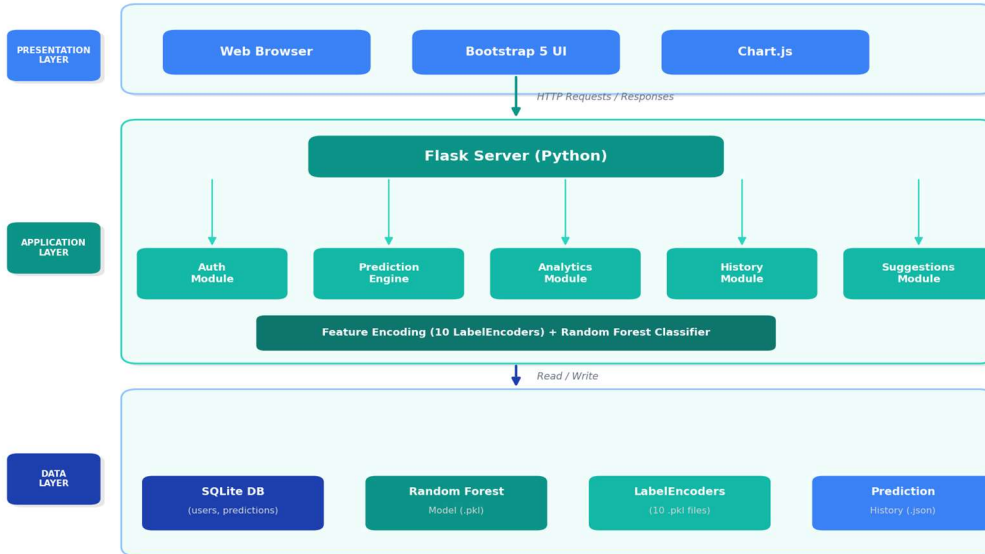 PRESENTATION
LAYER
Web Browser
Bootstrap 5 UI
Chart.js
HTTP Requests / Responses
Flask Server (Python)
APPLICATION
LAYER
Auth
Module
Prediction
Engine
Analytics
Module
History
Module
Suggestions
Module
Feature Encoding (10 LabelEncoders) + Random Forest Classifier
Read / Write
DATA
LAYER
SQLite DB
(users, predictions)
Random Forest
Model (.pkl)
LabelEncoders
(10 .pkl files)
Prediction
History (.json)